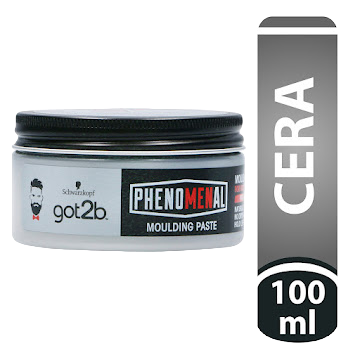 Schwarzkopf
got2b
PHENOMENAL
MOULDING PASTE
CERA
100
ml